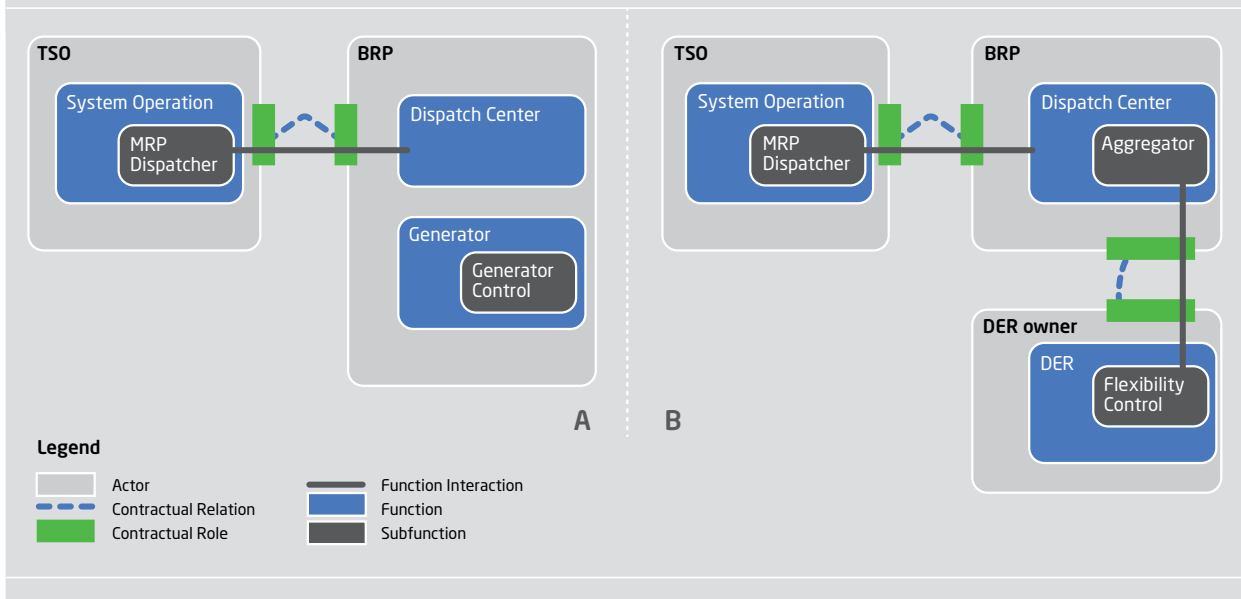 TSO
System Operation
MRP
Dispatcher
BRP
Dispatch Center
Generator
Generator
Control
A
TSO
System Operation
MRP
Dispatcher
BRP
Dispatch Center
Aggregator
DER owner
DER
Flexibility
Control
B
Legend
Actor
Contractual Relation
Contractual Role
Function Interaction
Function
Subfunction